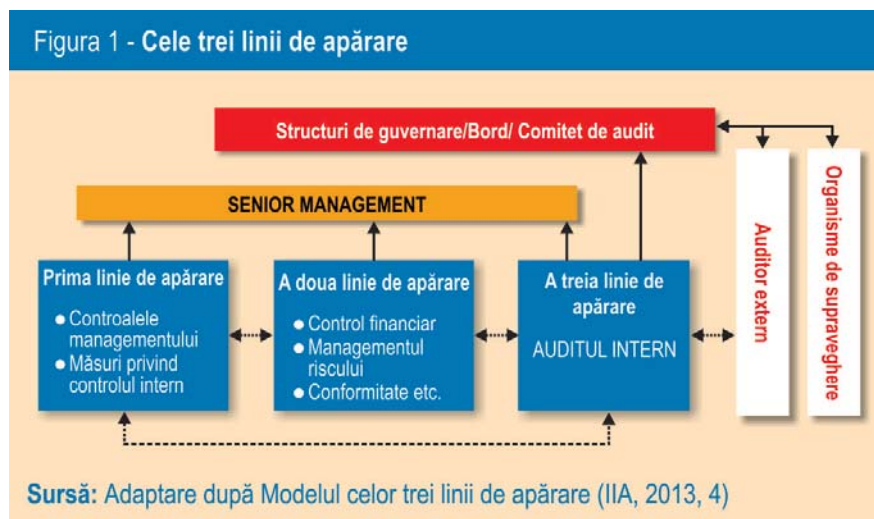 Figura 1 - Cele trei linii de apărare
Structuri de guvernare/Bord/ Comitet de audit
SENIOR MANAGEMENT
Prima linie de apărare
● Controalele
managementului
● Măsuri privind
controlul intern
A doua linie de apărare
● Control financiar
● Managementul
riscului
● Conformitate etc.
A treia linie de
apărare
AUDITUL INTERN
Auditor extern
Organisme de supraveghere
Sursă: Adaptare după Modelul celor trei linii de apărare (IIA, 2013, 4)